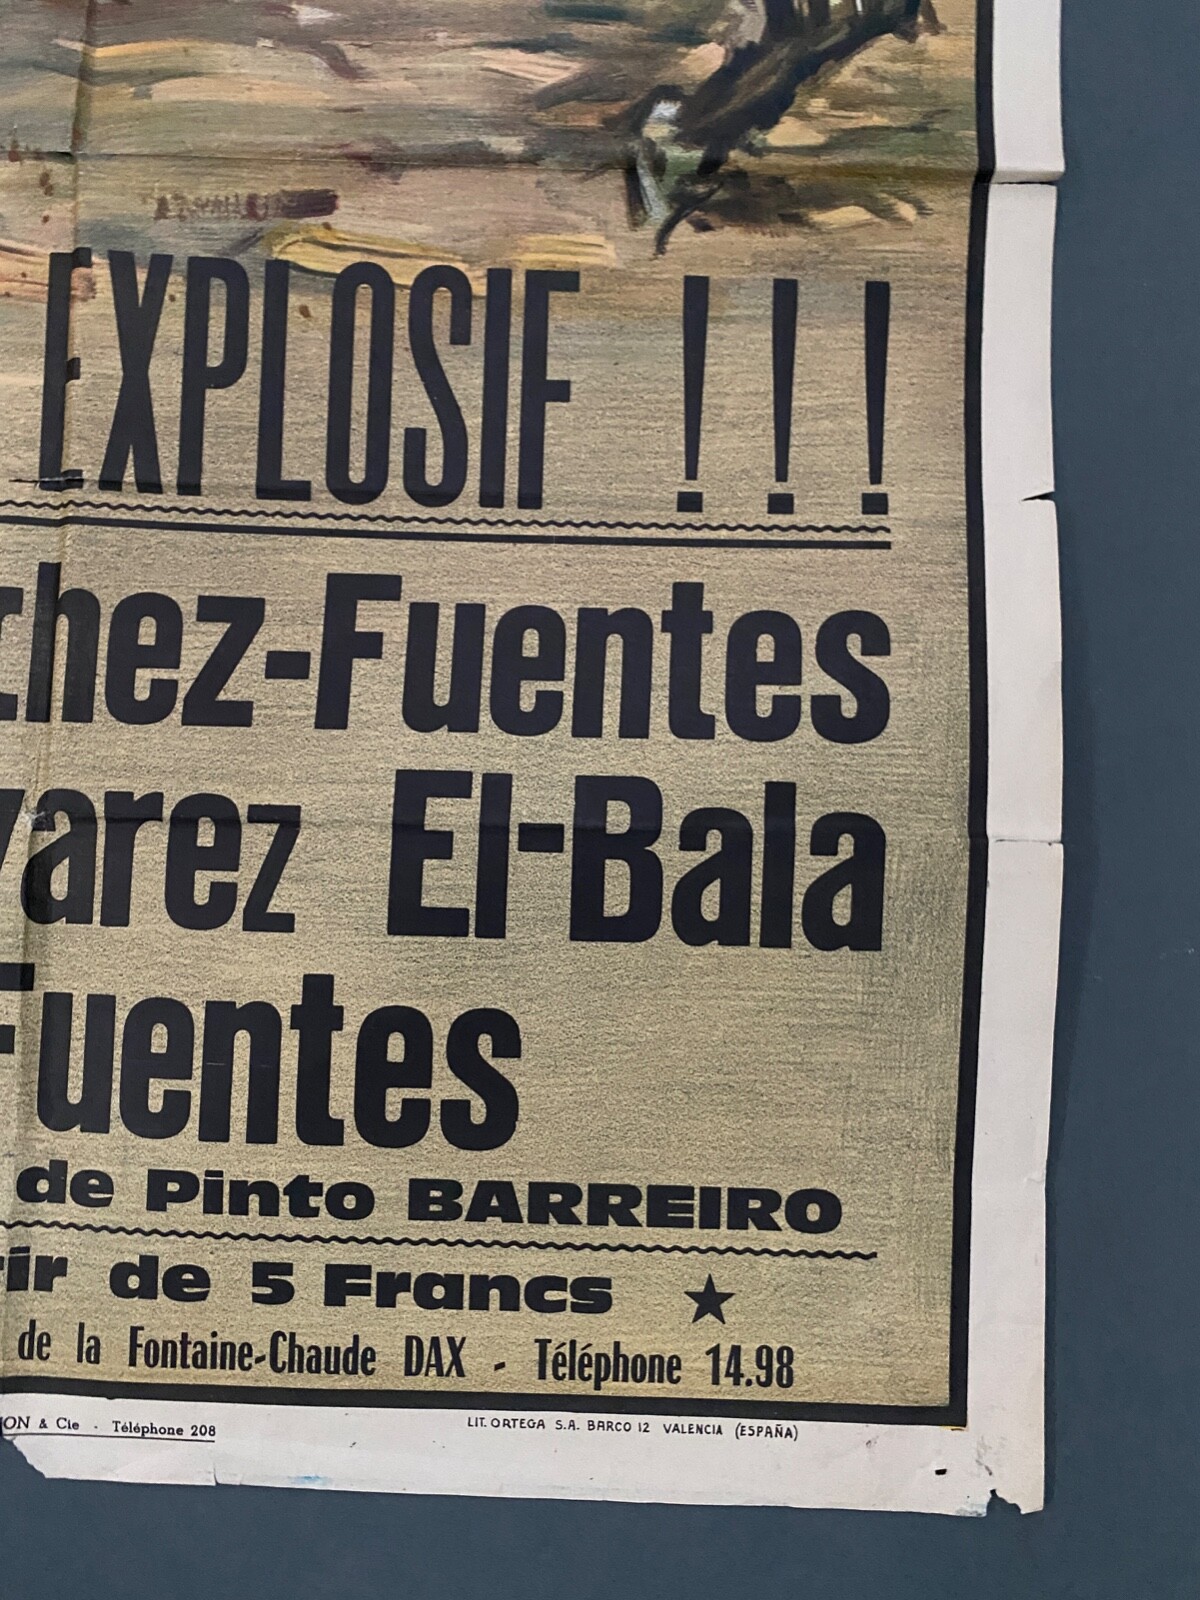 EXPLOSIF !!!
chez-Fuentes
varez El-Bala
Fuentes
de Pinto BARREIRO
ir de 5 Francs ★
de la Fontaine-Chaude DAX - Téléphone 14.98
ON & Cie - Téléphone 208
LIT. ORTEGA S.A. BARCO 12 VALENCIA (ESPAÑA)